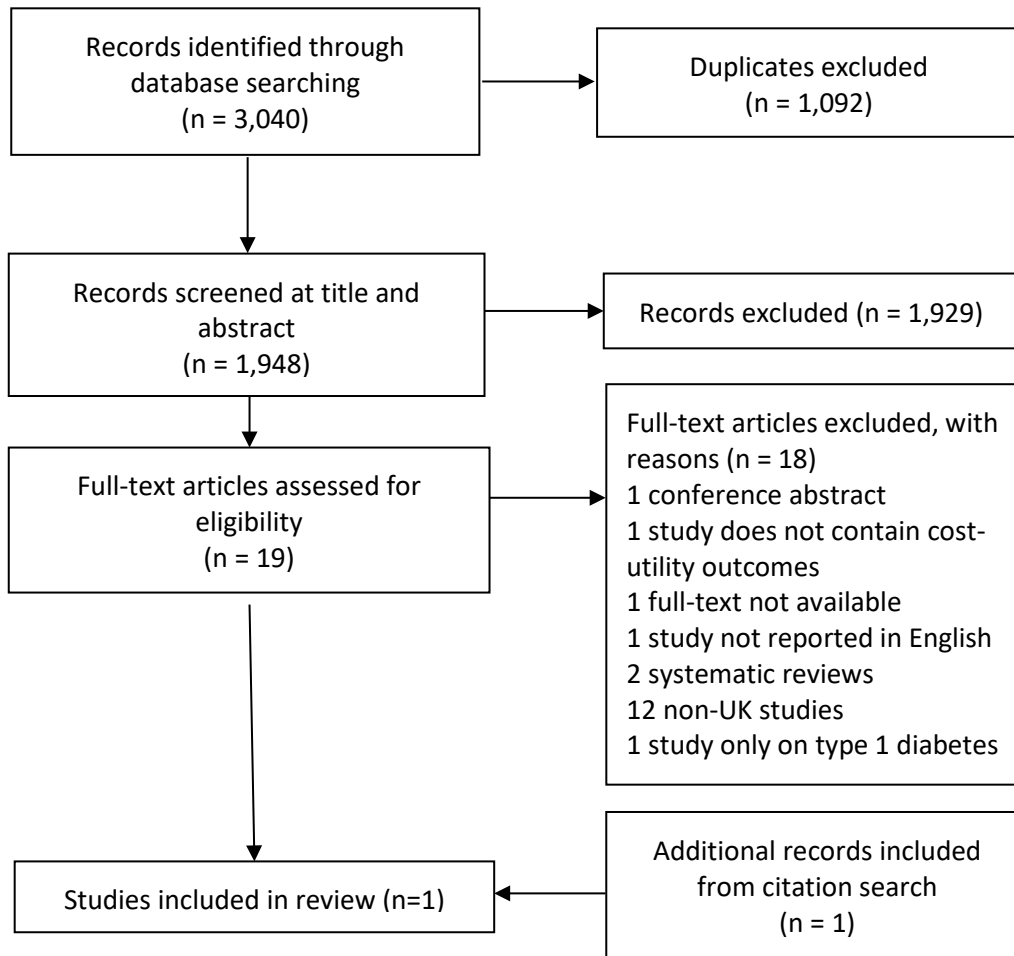 Records identified through
database searching
(n = 3,040)
Duplicates excluded
(n = 1,092)
Records screened at title and
abstract
(n = 1,948)
Records excluded (n = 1,929)
Full-text articles assessed for
eligibility
(n = 19)
Full-text articles excluded, with
reasons (n = 18)
1 conference abstract
1 study does not contain cost-
utility outcomes
1 full-text not available
1 study not reported in English
2 systematic reviews
12 non-UK studies
1 study only on type 1 diabetes
Studies included in review (n=1)
Additional records included
from citation search
(n = 1)